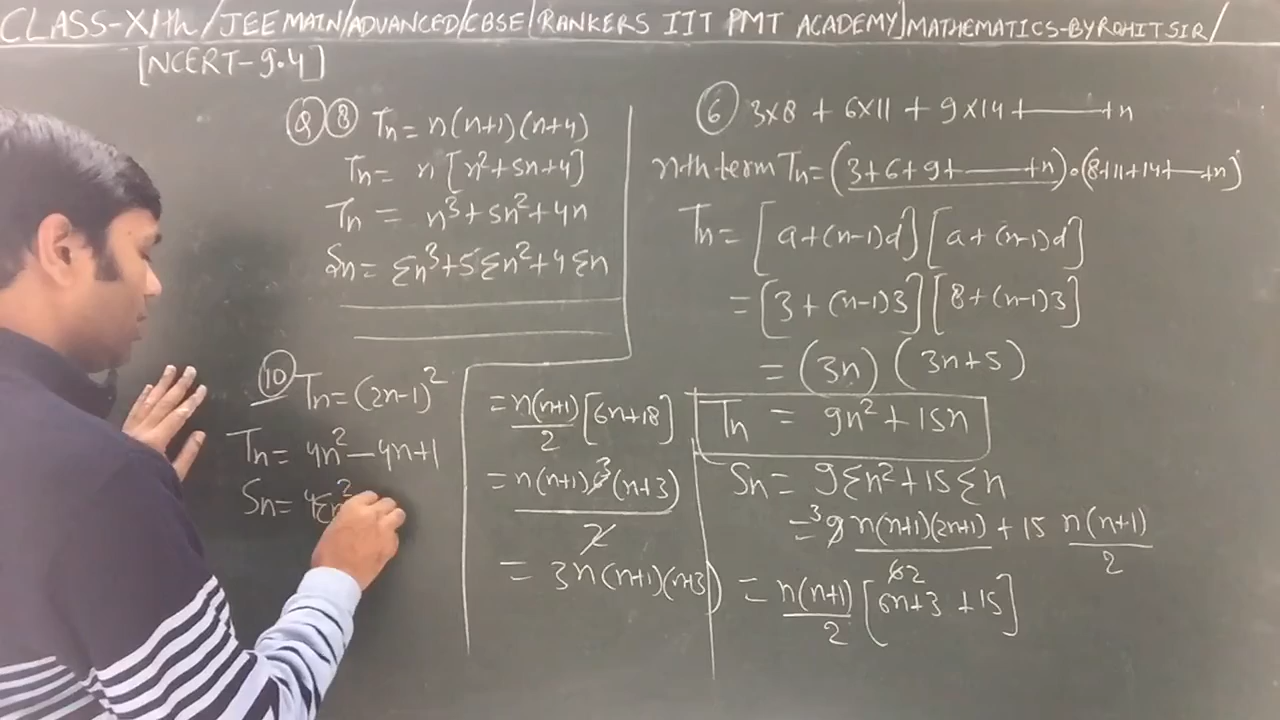 CLASS-XIth/JEE MAIN/ADVANCED/CBSE/RANKERS IIT PMT ACADEMY]MATHEMATICS-BYROHITSIR/
[NCERT-9.4]
Q 8 Tn = n(n+1)(n+4)
Tn = n[n²+5n+4]
Tn = n³+5n²+4n
Sn = Σn³+5Σn²+4Σn
10 Tn = (2n-1)²
Tn = 4n²-4n+1
Sn = 4Σn²
= n(n+1)/2 [6n+18]
= n(n+1)6³(n+3)/2
= 3n(n+1)(n+3)
6 3×8 + 6×11 + 9×14 + ——— + n
nth term Tn = (3+6+9+ ——— +n)•(8+11+14+ —— +n)
Tn = [a+(n-1)d][a+(n-1)d]
= [3+(n-1)3][8+(n-1)3]
= (3n) (3n+5)
Tn = 9n²+15n
Sn = 9Σn²+15Σn
= ³9 n(n+1)(2n+1)/62 + 15 n(n+1)/2
= n(n+1)/2 [6n+3 +15]